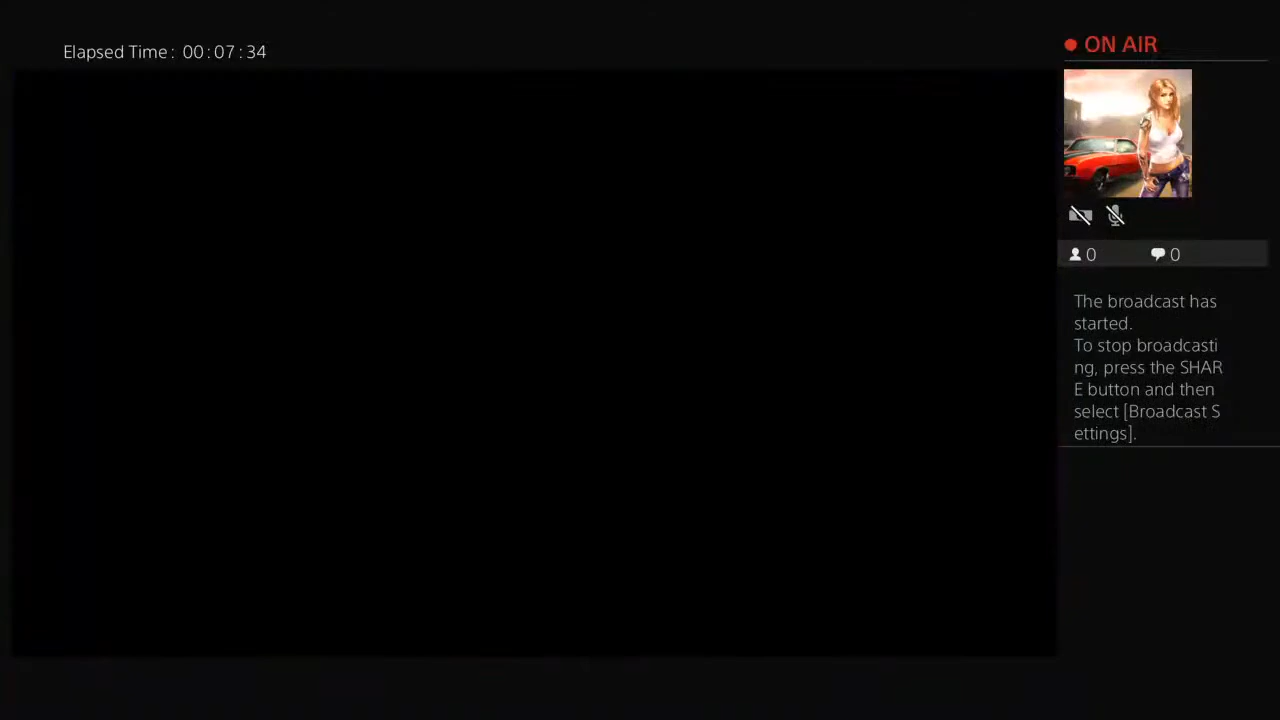 Elapsed Time: 00:07:34
ON AIR
0 0
The broadcast has
started.
To stop broadcasti
ng, press the SHAR
E button and then
select [Broadcast S
ettings].